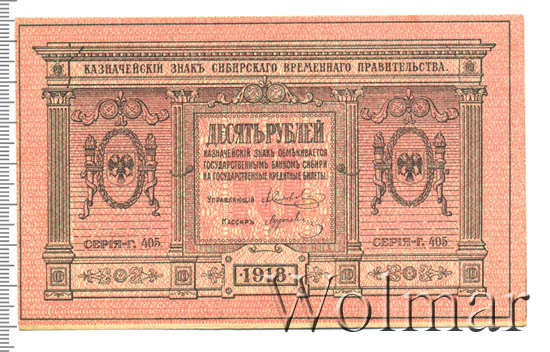 КАЗНАЧЕЙСКІЙ ЗНАКЪ СИБИРСКАГО ВРЕМЕННАГО ПРАВИТЕЛЬСТВА.
ДЕСЯТЬ РУБЛЕЙ
КАЗНАЧЕЙСКІЙ ЗНАКЪ ОБМѢНИВАЕТСЯ
ГОСУДАРСТВЕННЫМЪ БАНКОМЪ СИБИРИ
НА ГОСУДАРСТВЕННЫЕ КРЕДИТНЫЕ БИЛЕТЫ.
УПРАВЛЯЮЩІЙ
КАССИРЪ
СЕРІЯ-Г. 405
СЕРІЯ-Г. 405
1918
Wolmar